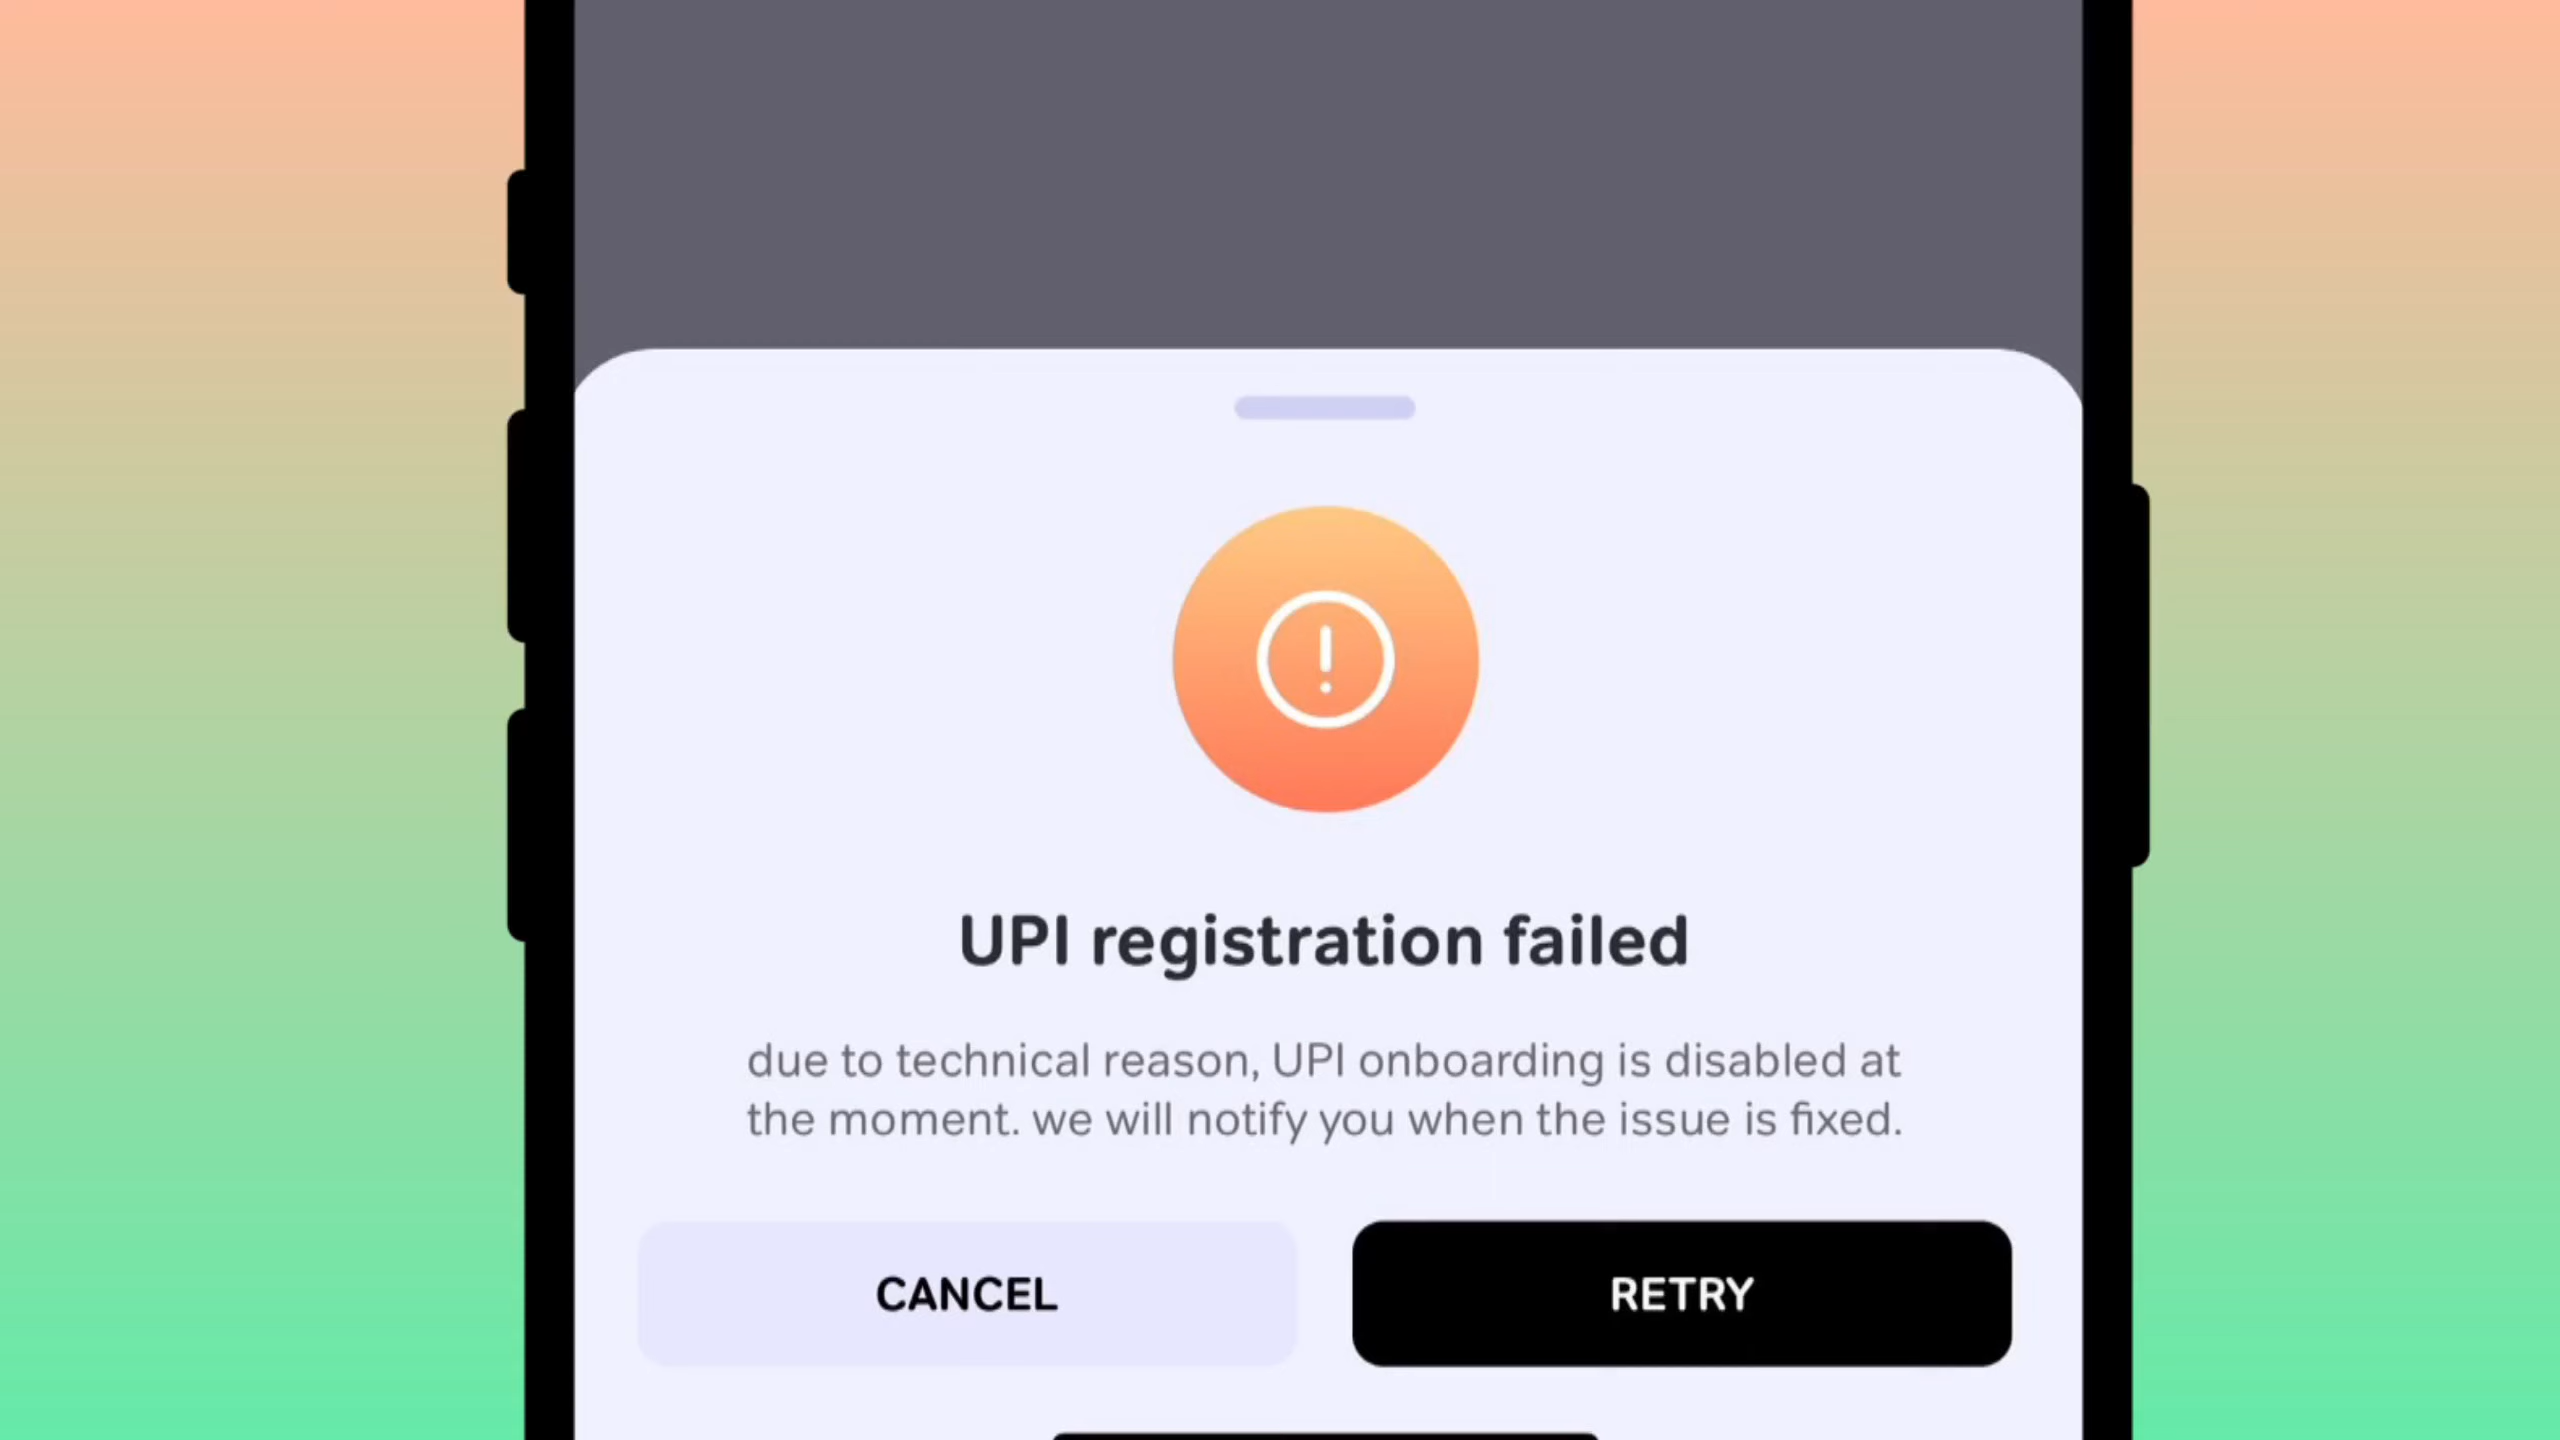 UPI registration failed
due to technical reason, UPI onboarding is disabled at
the moment. we will notify you when the issue is fixed.
CANCEL
RETRY